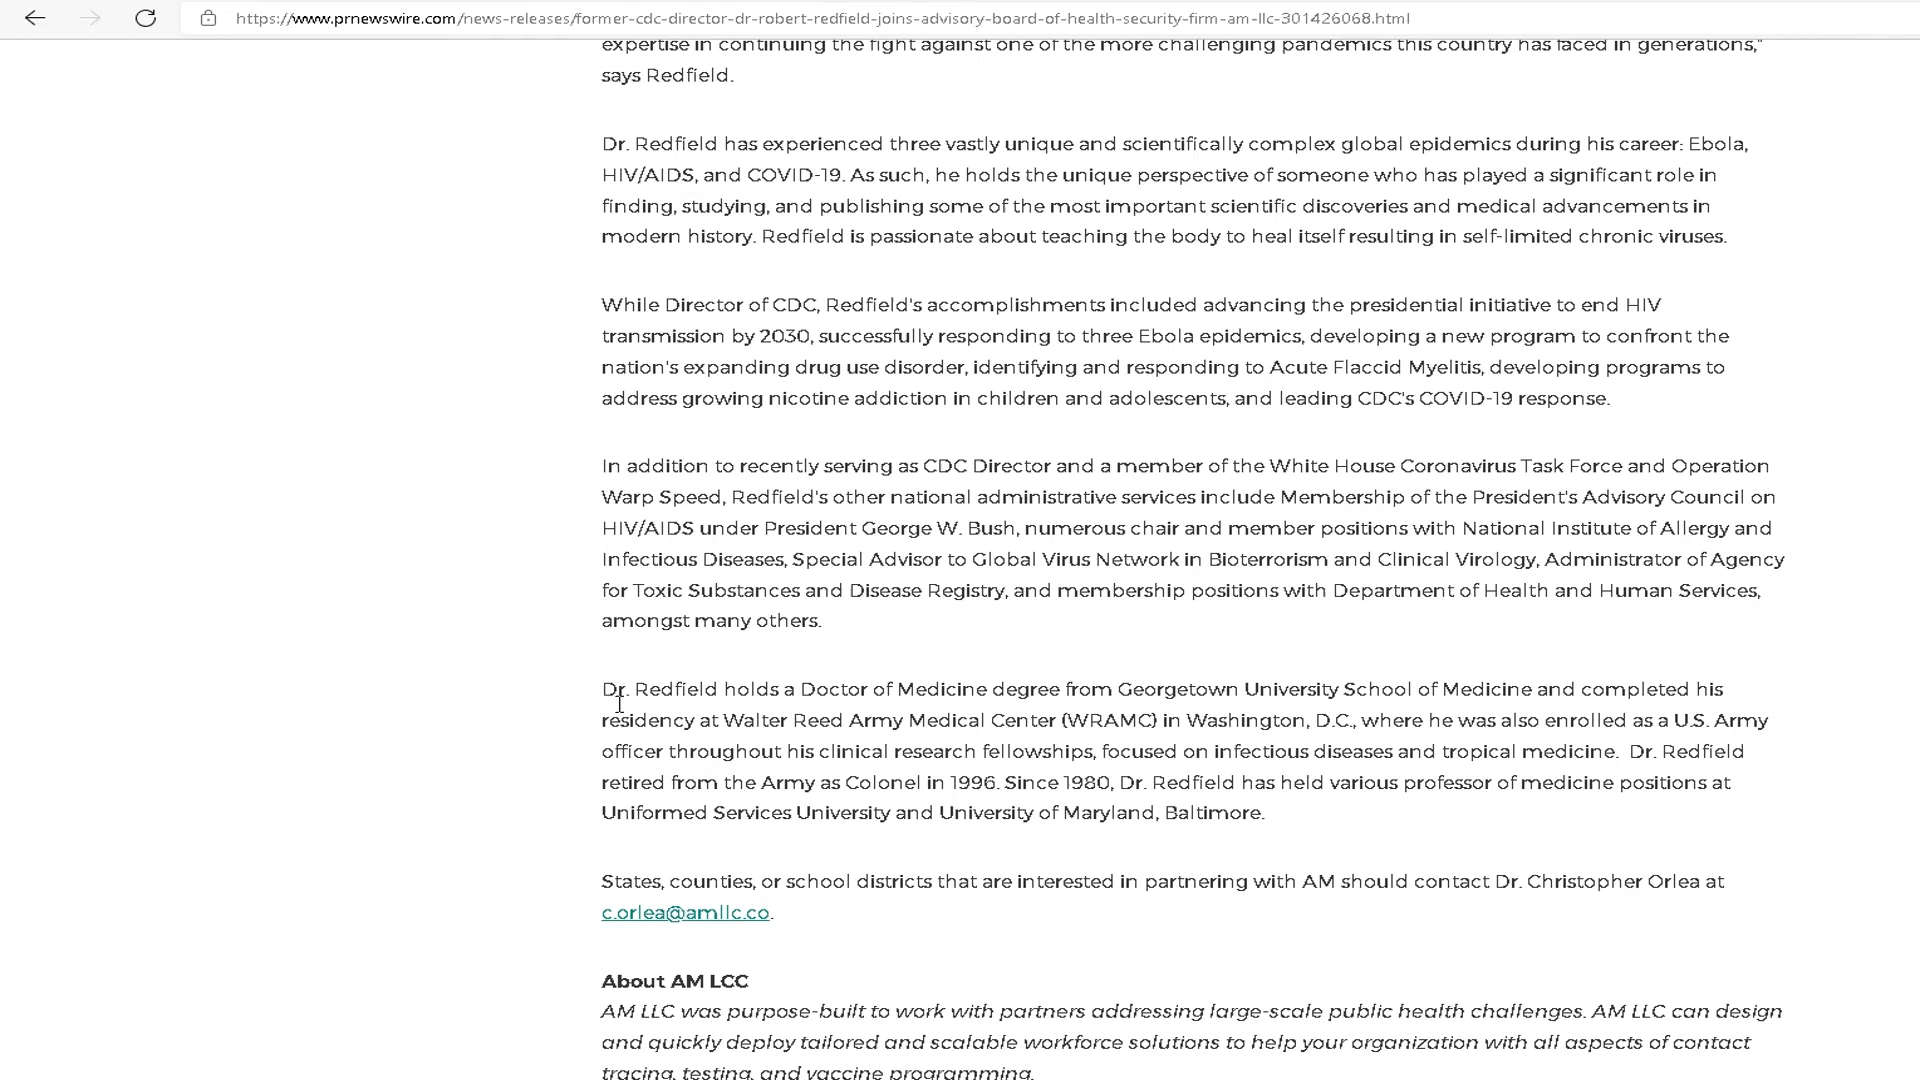 https://www.prnewswire.com/news-releases/former-cdc-director-dr-robert-redfield-joins-advisory-board-of-health-security-firm-am-llc-301426068.html
expertise in continuing the fight against one of the more challenging pandemics this country has faced in generations,"
says Redfield.
Dr. Redfield has experienced three vastly unique and scientifically complex global epidemics during his career: Ebola,
HIV/AIDS, and COVID-19. As such, he holds the unique perspective of someone who has played a significant role in
finding, studying, and publishing some of the most important scientific discoveries and medical advancements in
modern history. Redfield is passionate about teaching the body to heal itself resulting in self-limited chronic viruses.
While Director of CDC, Redfield's accomplishments included advancing the presidential initiative to end HIV
transmission by 2030, successfully responding to three Ebola epidemics, developing a new program to confront the
nation's expanding drug use disorder, identifying and responding to Acute Flaccid Myelitis, developing programs to
address growing nicotine addiction in children and adolescents, and leading CDC's COVID-19 response.
In addition to recently serving as CDC Director and a member of the White House Coronavirus Task Force and Operation
Warp Speed, Redfield's other national administrative services include Membership of the President's Advisory Council on
HIV/AIDS under President George W. Bush, numerous chair and member positions with National Institute of Allergy and
Infectious Diseases, Special Advisor to Global Virus Network in Bioterrorism and Clinical Virology, Administrator of Agency
for Toxic Substances and Disease Registry, and membership positions with Department of Health and Human Services,
amongst many others.
Dr. Redfield holds a Doctor of Medicine degree from Georgetown University School of Medicine and completed his
residency at Walter Reed Army Medical Center (WRAMC) in Washington, D.C., where he was also enrolled as a U.S. Army
officer throughout his clinical research fellowships, focused on infectious diseases and tropical medicine.  Dr. Redfield
retired from the Army as Colonel in 1996. Since 1980, Dr. Redfield has held various professor of medicine positions at
Uniformed Services University and University of Maryland, Baltimore.
States, counties, or school districts that are interested in partnering with AM should contact Dr. Christopher Orlea at
c.orlea@amllc.co.
About AM LCC
AM LLC was purpose-built to work with partners addressing large-scale public health challenges. AM LLC can design
and quickly deploy tailored and scalable workforce solutions to help your organization with all aspects of contact
tracing, testing, and vaccine programming.